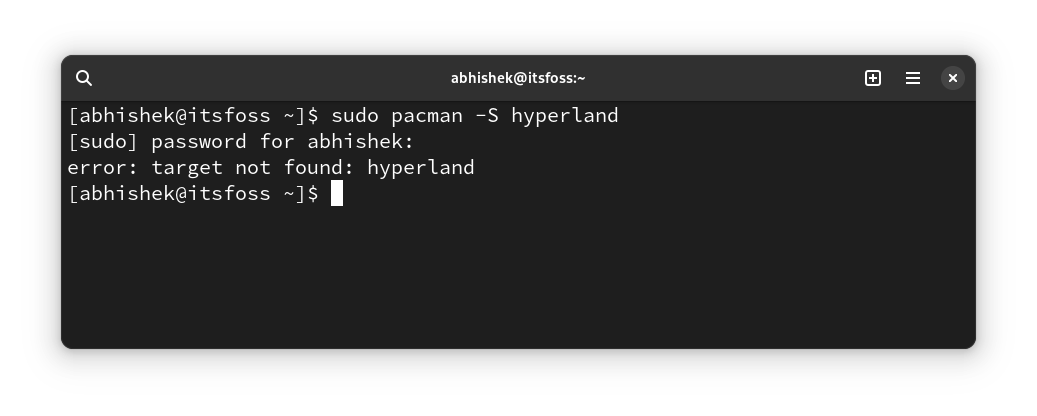 abhishek@itsfoss:~
[abhishek@itsfoss ~]$ sudo pacman -S hyperland
[sudo] password for abhishek:
error: target not found: hyperland
[abhishek@itsfoss ~]$